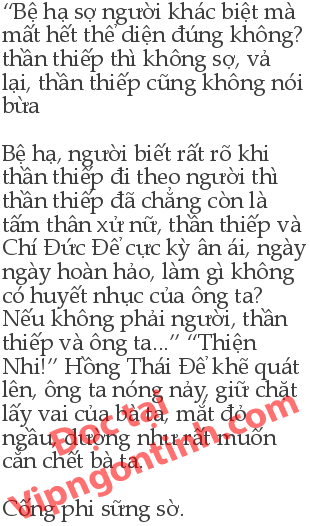 “Bệ hạ sợ người khác biệt mà
mất hết thể diện đúng không?
thần thiếp thì không sợ, vả
lại, thần thiếp cũng không nói
bừa
Bệ hạ, người biết rất rõ khi
thần thiếp đi theo người thì
thần thiếp đã chẳng còn là
tấm thân xử nữ, thần thiếp và
Chí Đức Để cực kỳ ân ái, ngày
ngày hoàn hảo, làm gì không
có huyết nhục của ông ta?
Nếu không phải người, thần
thiếp và ông ta...” “Thiện
Nhi!” Hồng Thái Để khẽ quát
lên, ông ta nóng nảy, giữ chặt
lấy vai của bà ta, mắt đỏ
ngầu, dường như rất muốn
cắn chết bà ta.
Cống phi sững sờ.
Đọc tại
Vipngontinh.com